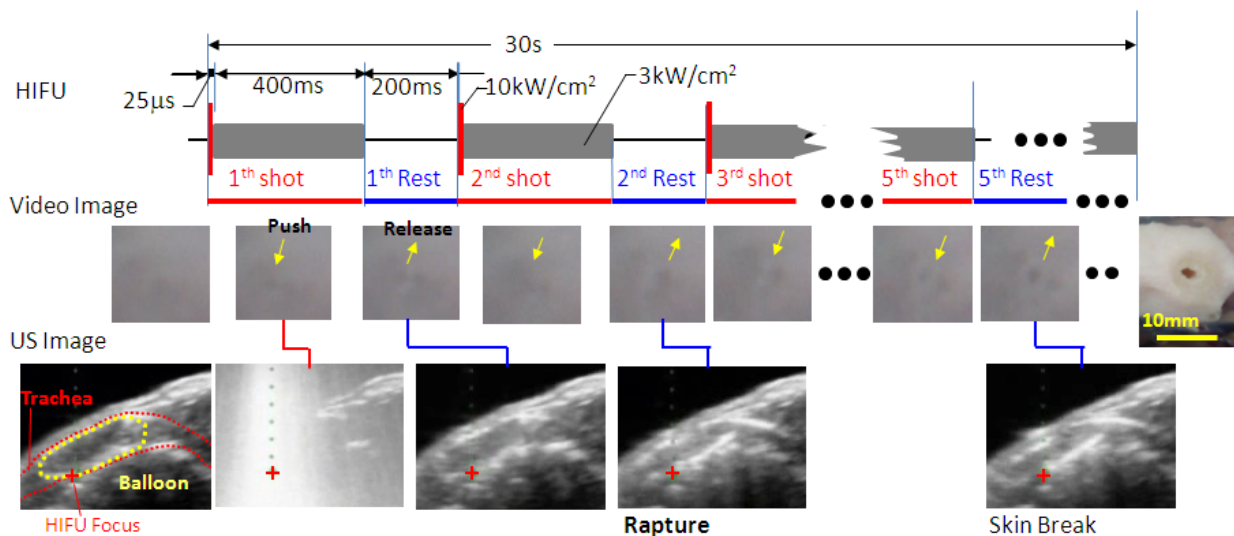 30s
HIFU
25µs
400ms
200ms
10kW/cm²
3kW/cm²
1th shot
1th Rest
2nd shot
2nd Rest
3rd shot
5th shot
5th Rest
Video Image
Push
Release
10mm
US Image
Trachea
Balloon
HIFU Focus
Rapture
Skin Break